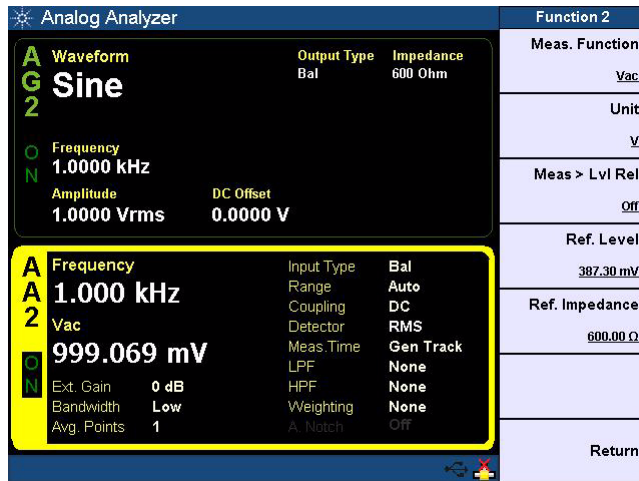 Analog Analyzer
AG2
ON
Waveform
Sine
Output Type Impedance
Bal 600 Ohm
Frequency
1.0000 kHz
Amplitude DC Offset
1.0000 Vrms 0.0000 V
AA2
ON
Frequency
1.000 kHz
Vac
999.069 mV
Ext. Gain 0 dB
Bandwidth Low
Avg. Points 1
Input Type Bal
Range Auto
Coupling DC
Detector RMS
Meas.Time Gen Track
LPF None
HPF None
Weighting None
A. Notch Off
Function 2
Meas. Function
Vac
Unit
V
Meas > Lvl Rel
Off
Ref. Level
387.30 mV
Ref. Impedance
600.00 Ω
Return